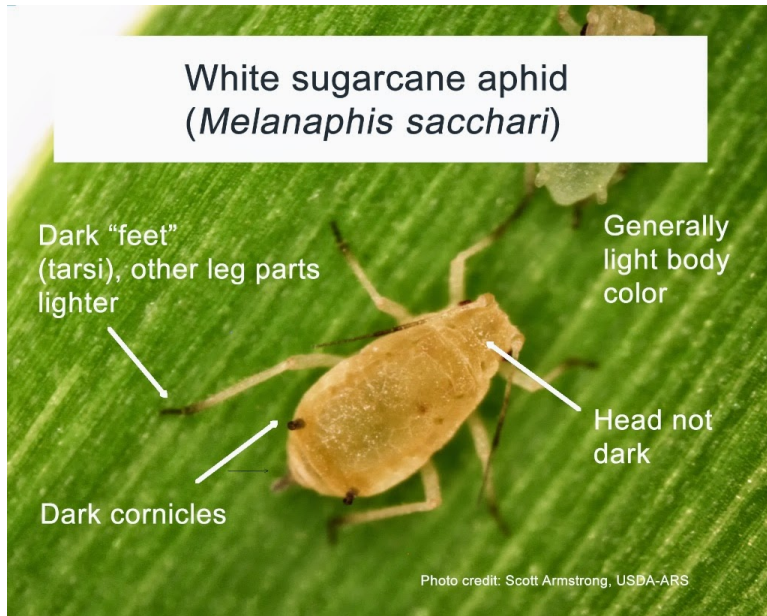 White sugarcane aphid
(Melanaphis sacchari)
Dark “feet”
(tarsi), other leg parts
lighter
Generally
light body
color
Head not
dark
Dark cornicles
Photo credit: Scott Armstrong, USDA-ARS